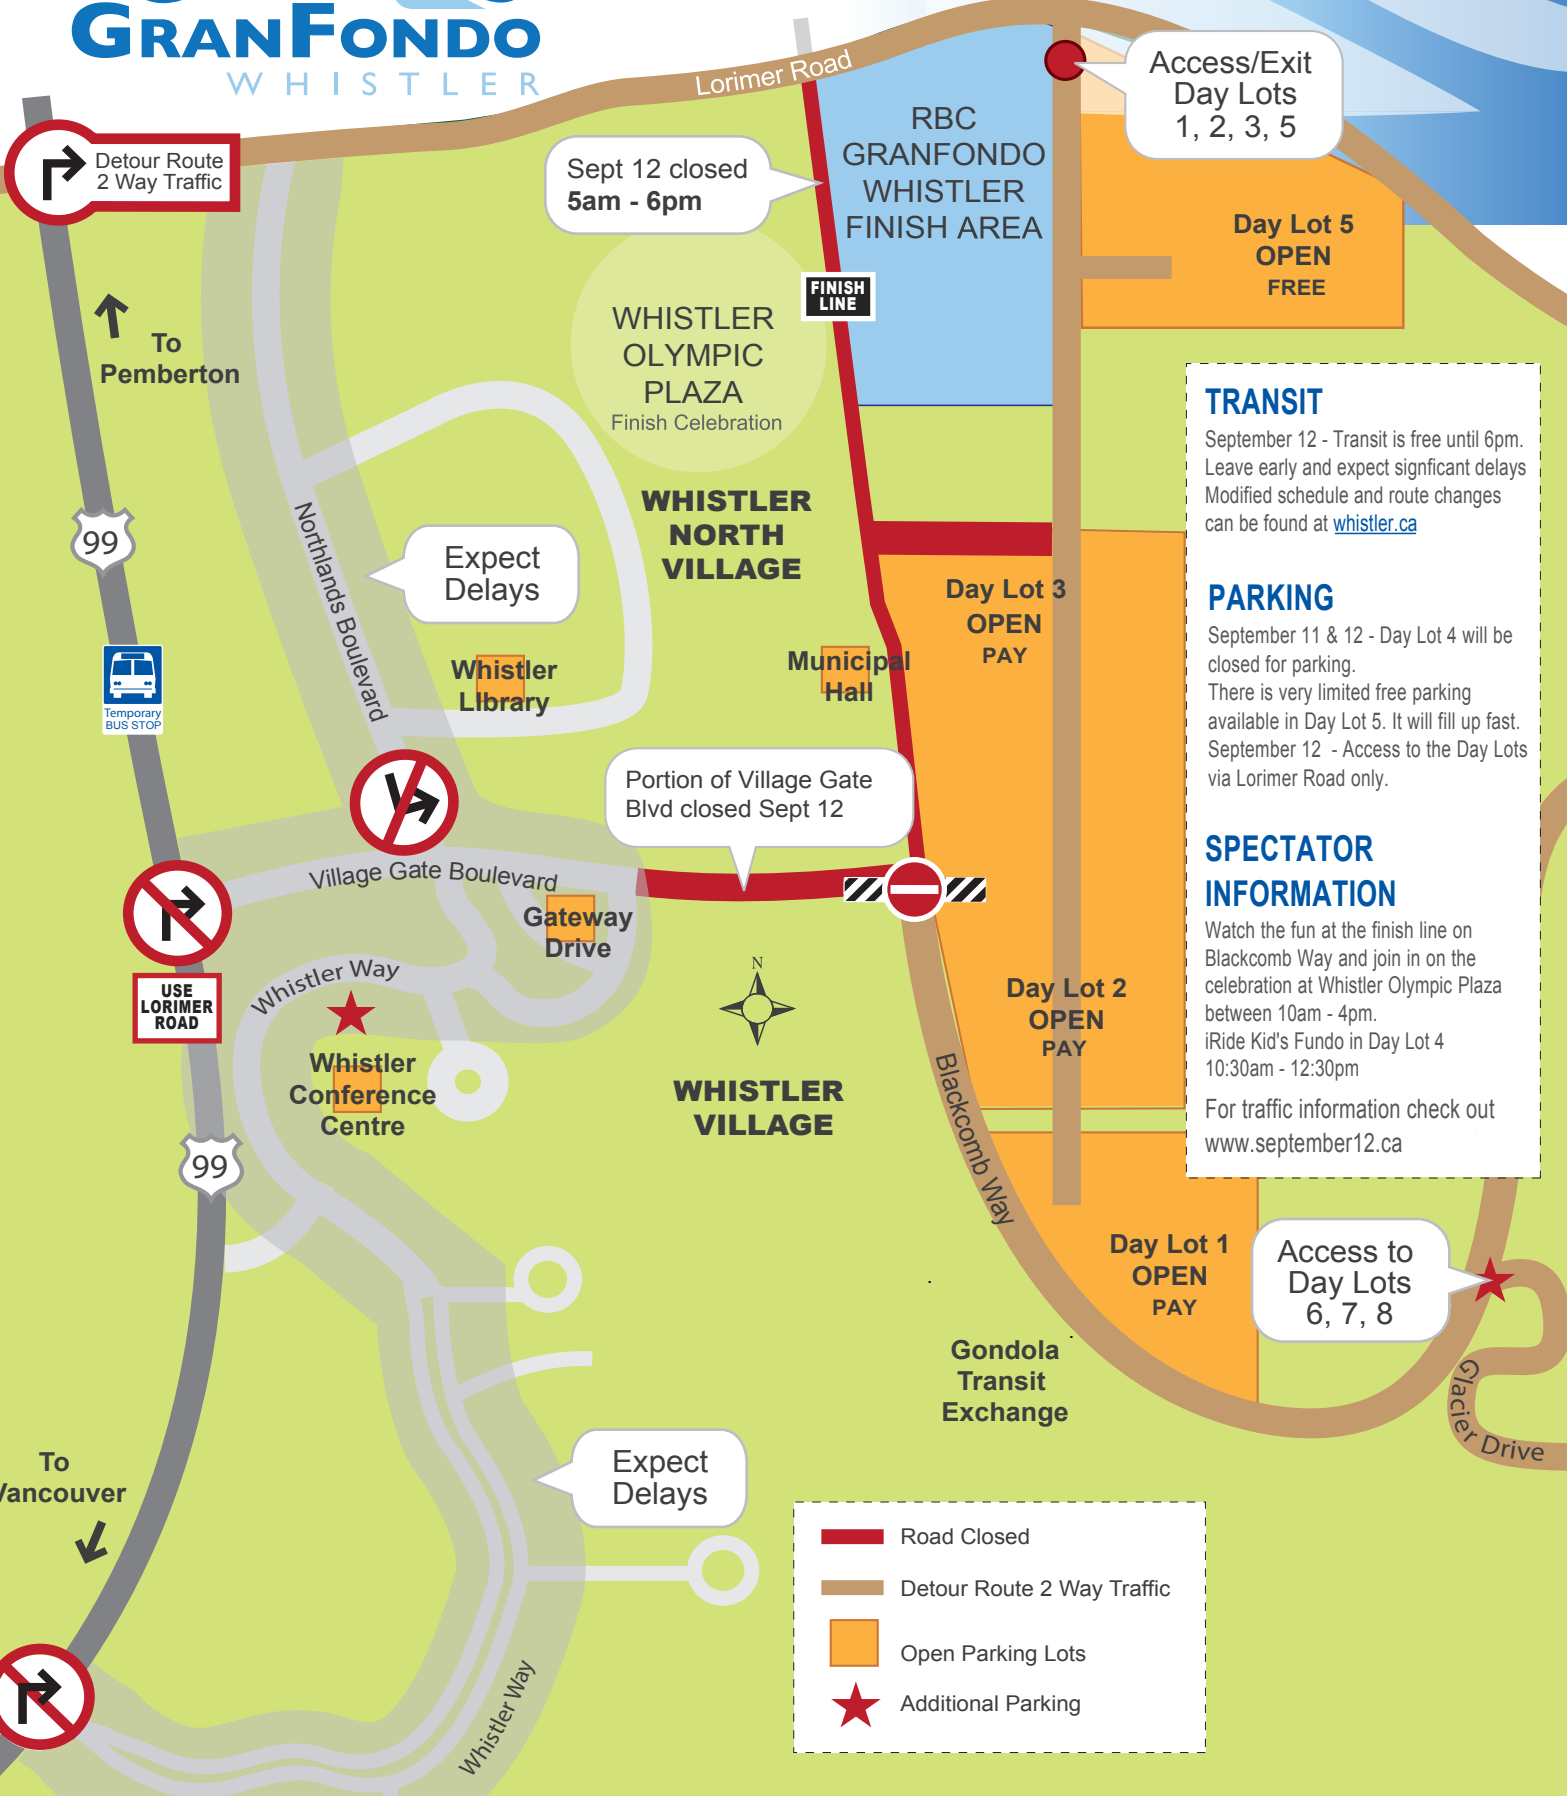 GRANFONDO
WHISTLER
Lorimer Road
Access/Exit
Day Lots
1, 2, 3, 5
Detour Route
2 Way Traffic
Sept 12 closed
5am - 6pm
RBC
GRANFONDO
WHISTLER
FINISH AREA
Day Lot 5
OPEN
FREE
FINISH
LINE
WHISTLER
OLYMPIC
PLAZA
Finish Celebration
To
Pemberton
WHISTLER
NORTH
VILLAGE
99
Northlands Boulevard
Expect
Delays
Day Lot 3
OPEN
PAY
Temporary
BUS STOP
Whistler
LIbrary
Municipal
Hall
Portion of Village Gate
Blvd closed Sept 12
Village Gate Boulevard
Gateway
Drive
USE
LORIMER
ROAD
Whistler Way
Whistler
Conference
Centre
N
WHISTLER
VILLAGE
Day Lot 2
OPEN
PAY
Blackcomb Way
99
TRANSIT
September 12 - Transit is free until 6pm.
Leave early and expect signficant delays
Modified schedule and route changes
can be found at whistler.ca
PARKING
September 11 & 12 - Day Lot 4 will be
closed for parking.
There is very limited free parking
available in Day Lot 5. It will fill up fast.
September 12 - Access to the Day Lots
via Lorimer Road only.
SPECTATOR
INFORMATION
Watch the fun at the finish line on
Blackcomb Way and join in on the
celebration at Whistler Olympic Plaza
between 10am - 4pm.
iRide Kid's Fundo in Day Lot 4
10:30am - 12:30pm
For traffic information check out
www.september12.ca
Day Lot 1
OPEN
PAY
Access to
Day Lots
6, 7, 8
Gondola
Transit
Exchange
Glacier Drive
To
Vancouver
Expect
Delays
Whistler Way
Road Closed
Detour Route 2 Way Traffic
Open Parking Lots
Additional Parking